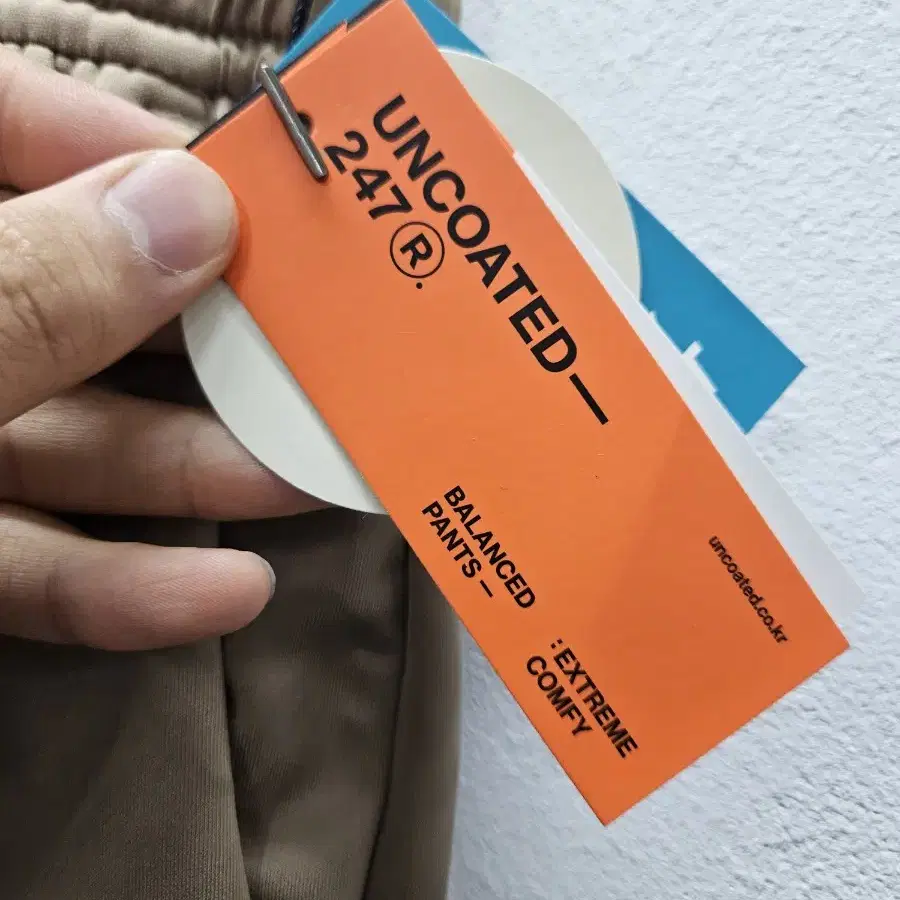 UNCOATED—
247®.
BALANCED
PANTS—
:EXTREME
COMFY
uncoated.co.kr